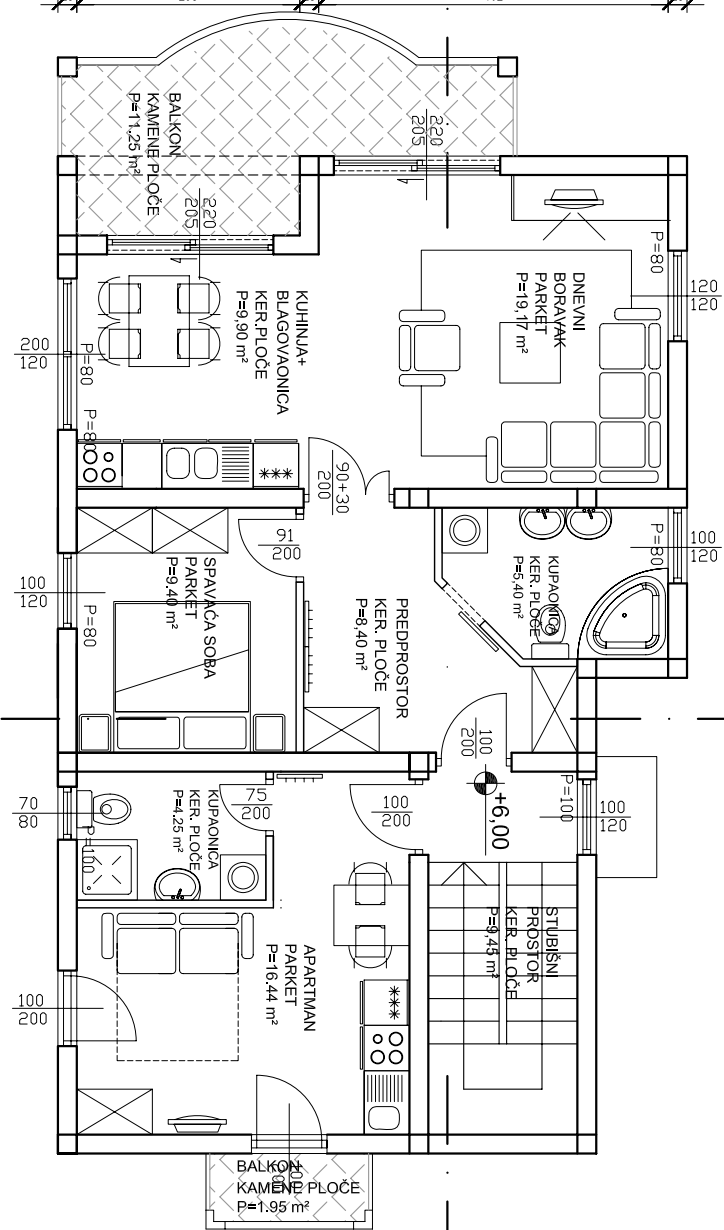 BALKON
KAMENE PLOČE
P=11,25 m²
220
205
220
205
DNEVNI
BORAVAK
PARKET
P=19,17 m²
P=80
120
120
KUHINJA+
BLAGOVAONICA
KER.PLOČE
P=9,90 m²
200
120
P=80
P=80
90+30
200
91
200
SPAVAĆA SOBA
PARKET
P=9.40 m²
100
120
P=80
PREDPROSTOR
KER. PLOČE
P=8,40 m²
KUPAONICA
KER. PLOČE
P=5,40 m²
P=80
100
120
100
200
+6,00
P=100
100
120
KUPAONICA
KER. PLOČE
P=4.25 m²
70
80
P=100
75
200
100
200
STUBIŠNI
PROSTOR
KER. PLOČE
P=9,45 m²
APARTMAN
PARKET
P=16.44 m²
100
200
BALKON
KAMENE PLOČE
P=1.95 m²